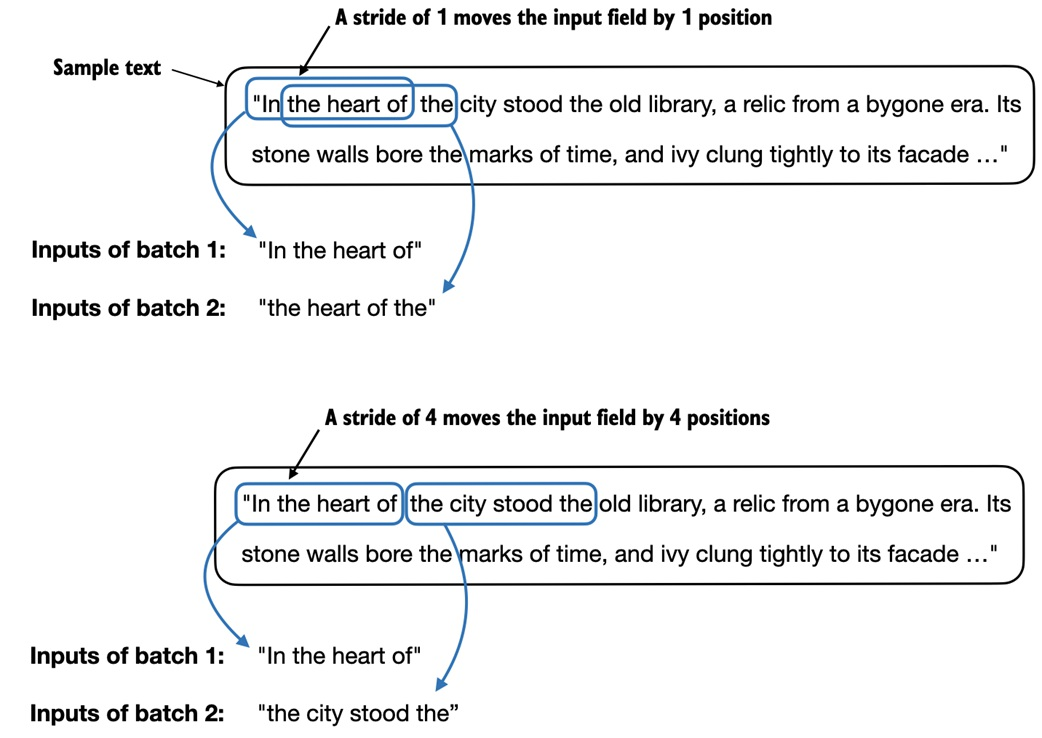 A stride of 1 moves the input field by 1 position
Sample text
"In the heart of the city stood the old library, a relic from a bygone era. Its
stone walls bore the marks of time, and ivy clung tightly to its facade ..."
Inputs of batch 1: "In the heart of"
Inputs of batch 2: "the heart of the"
A stride of 4 moves the input field by 4 positions
"In the heart of the city stood the old library, a relic from a bygone era. Its
stone walls bore the marks of time, and ivy clung tightly to its facade ..."
Inputs of batch 1: "In the heart of"
Inputs of batch 2: "the city stood the”